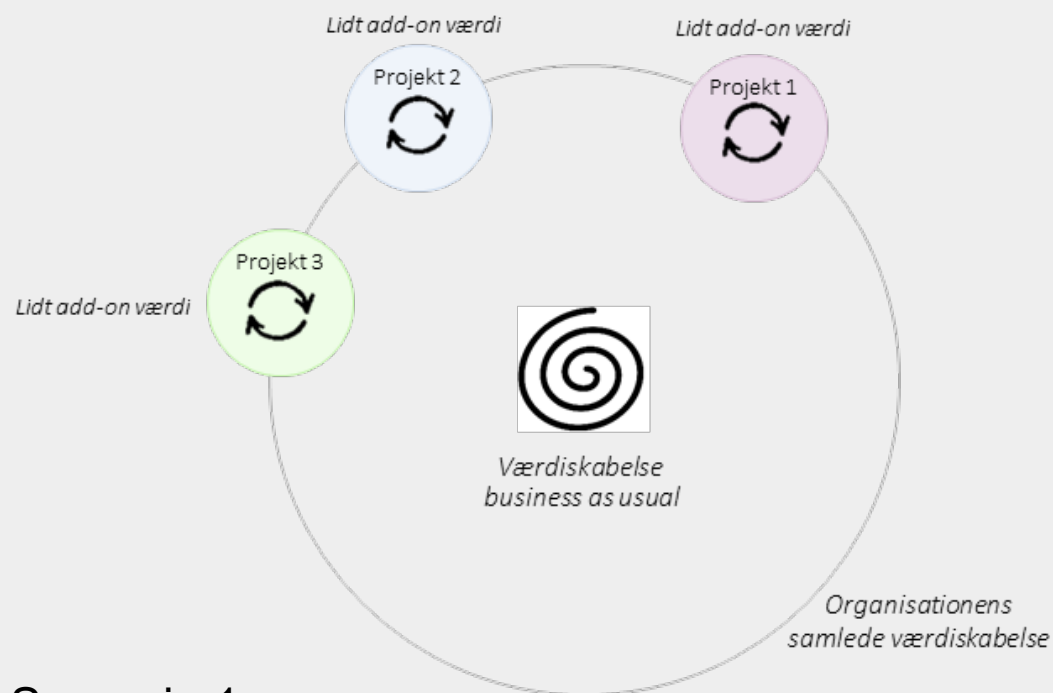 Lidt add-on værdi
Lidt add-on værdi
Projekt 2
Projekt 1
Projekt 3
Lidt add-on værdi
Værdiskabelse
business as usual
Organisationens
samlede værdiskabelse